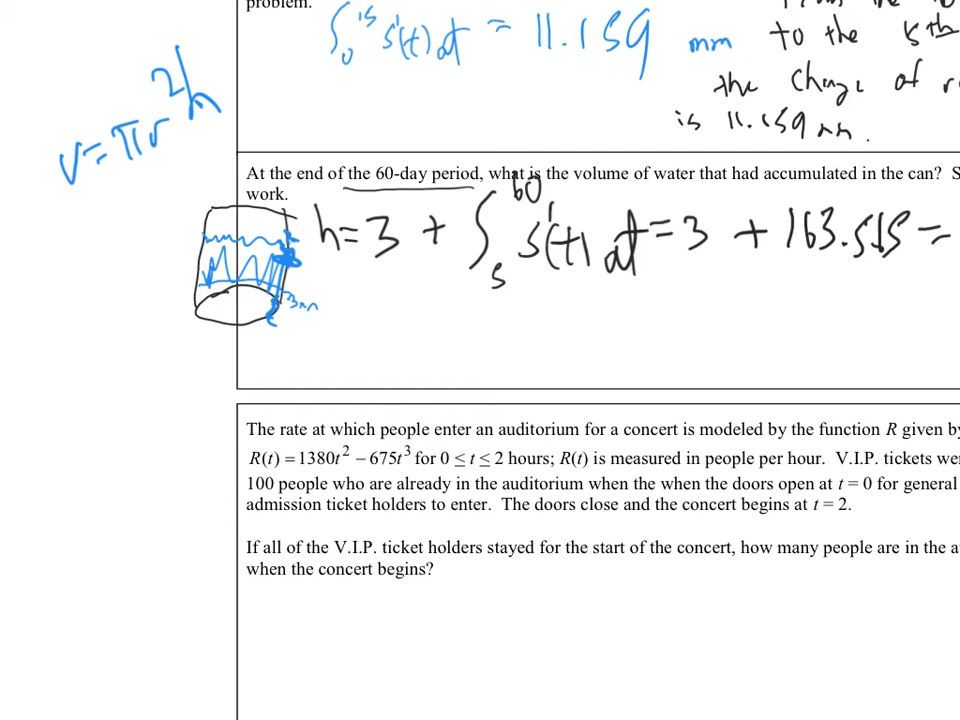 problem.
∫₀¹⁵ s'(t) dt = 11.159 mm
to the 5th
the change of
is 11.159 mm.
v = πr²h
At the end of the 60-day period, what is the volume of water that had accumulated in the can? S
work.
h = 3 + ∫₅⁶⁰ s'(t) dt = 3 + 163.515 =
3mm
The rate at which people enter an auditorium for a concert is modeled by the function R given by
R(t) = 1380t² – 675t³ for 0 ≤ t ≤ 2 hours; R(t) is measured in people per hour. V.I.P. tickets wer
100 people who are already in the auditorium when the when the doors open at t = 0 for general
admission ticket holders to enter. The doors close and the concert begins at t = 2.
If all of the V.I.P. ticket holders stayed for the start of the concert, how many people are in the a
when the concert begins?